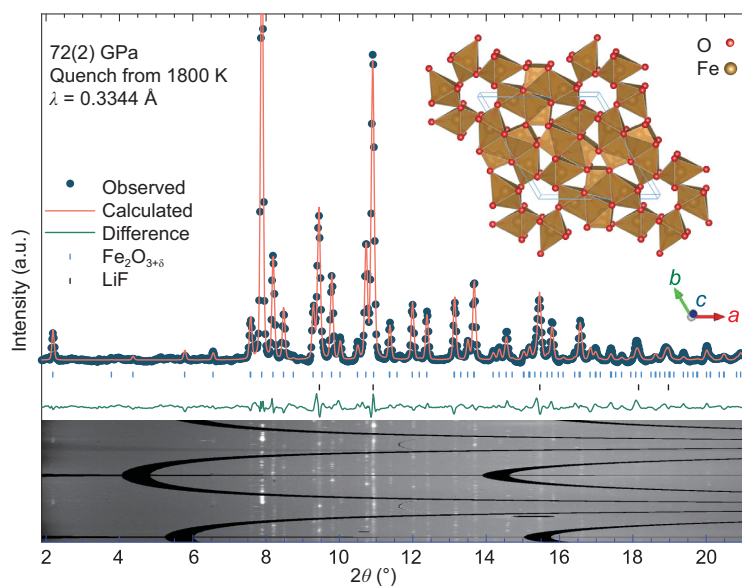 72(2) GPa
Quench from 1800 K
λ = 0.3344 Å
O
Fe
Observed
Calculated
Difference
Fe₂O₃₊δ
LiF
b
c
a
Intensity (a.u.)
2 4 6 8 10 12 14 16 18 20
2θ (°)